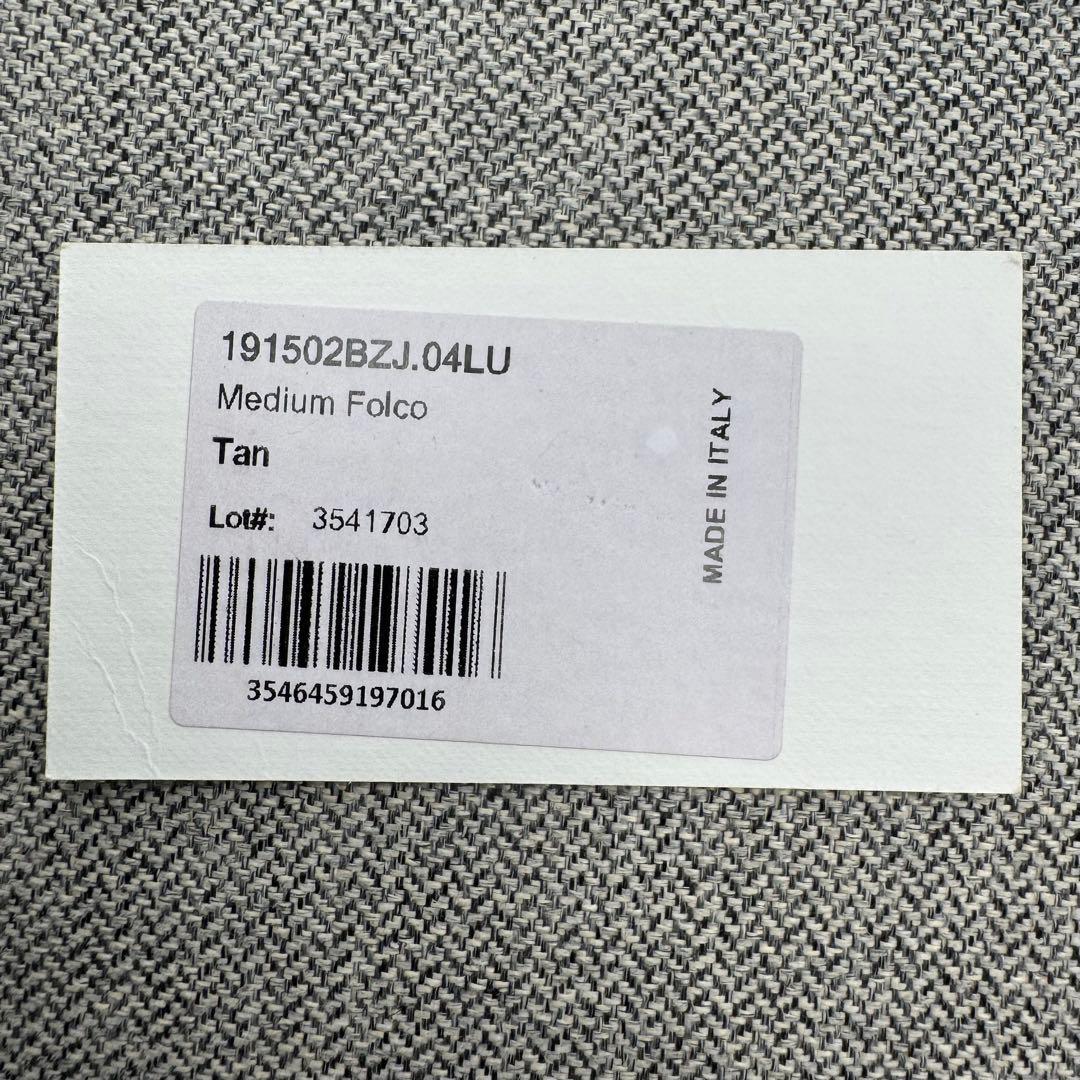 191502BZJ.04LU
Medium Folco
Tan
Lot#: 3541703
3546459197016
MADE IN ITALY